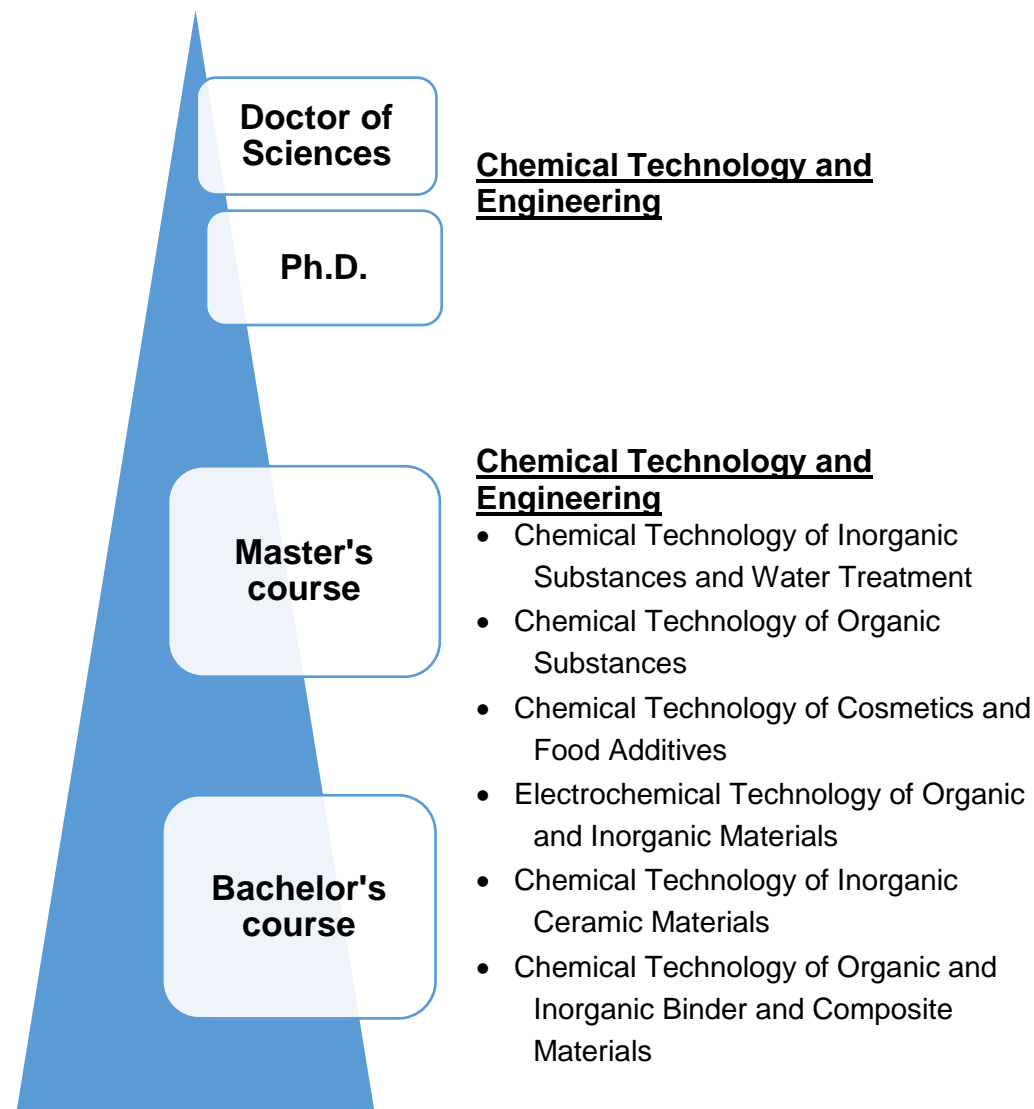 Doctor of
Sciences
Chemical Technology and
Engineering
Ph.D.
Chemical Technology and
Engineering
Master's
course
• Chemical Technology of Inorganic
Substances and Water Treatment
• Chemical Technology of Organic
Substances
• Chemical Technology of Cosmetics and
Food Additives
Bachelor's
course
• Electrochemical Technology of Organic
and Inorganic Materials
• Chemical Technology of Inorganic
Ceramic Materials
• Chemical Technology of Organic and
Inorganic Binder and Composite
Materials